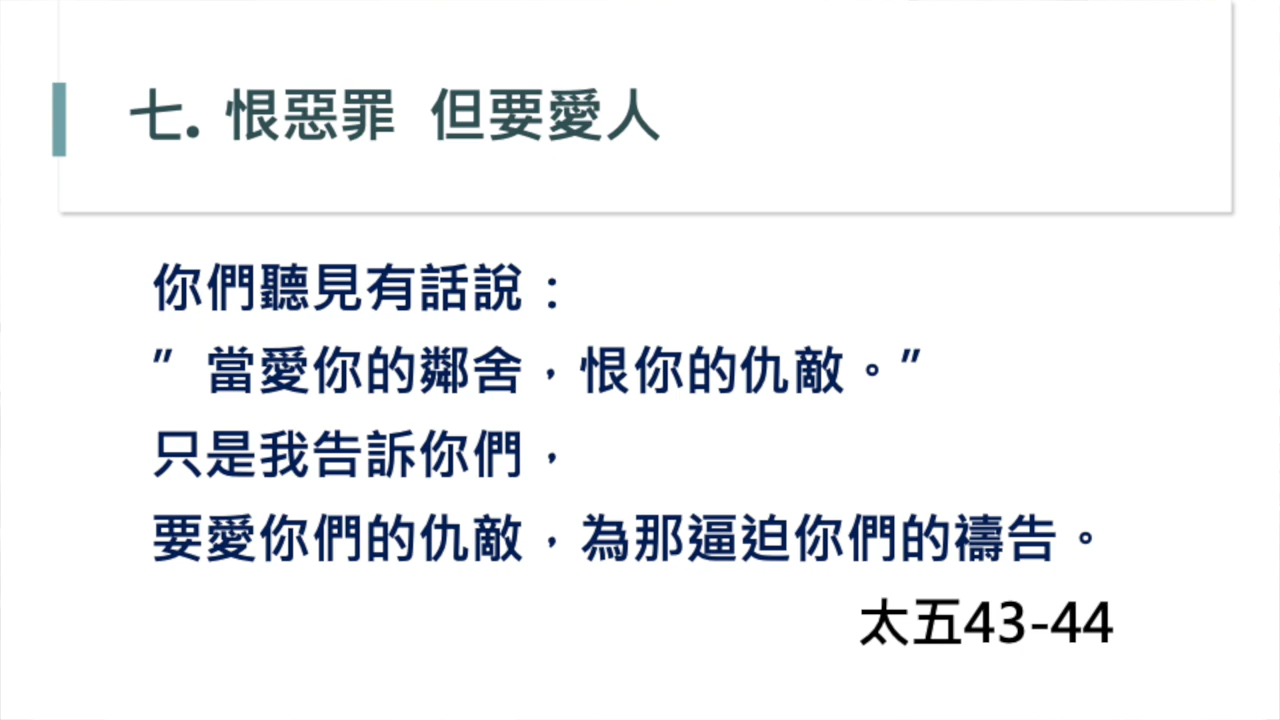 七. 恨惡罪 但要愛人
你們聽見有話說：
”當愛你的鄰舍，恨你的仇敵。”
只是我告訴你們，
要愛你們的仇敵，為那逼迫你們的禱告。
太五43-44